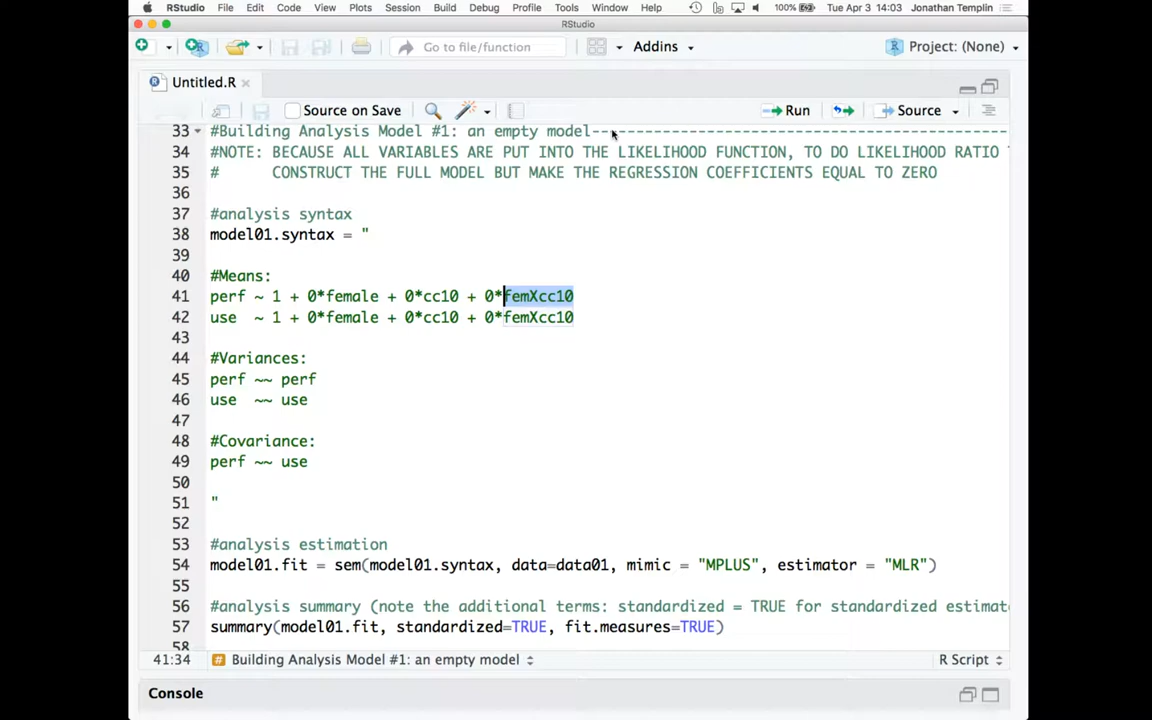 RStudio File Edit Code View Plots Session Build Debug Profile Tools Window Help 100% Tue Apr 3 14:03 Jonathan Templin
RStudio
Go to file/function Addins Project: (None)
Untitled.R
Source on Save Run Source
33 #Building Analysis Model #1: an empty model------------------------------------------------
34 #NOTE: BECAUSE ALL VARIABLES ARE PUT INTO THE LIKELIHOOD FUNCTION, TO DO LIKELIHOOD RATIO
35 #      CONSTRUCT THE FULL MODEL BUT MAKE THE REGRESSION COEFFICIENTS EQUAL TO ZERO
36
37 #analysis syntax
38 model01.syntax = "
39
40 #Means:
41 perf ~ 1 + 0*female + 0*cc10 + 0*femXcc10
42 use  ~ 1 + 0*female + 0*cc10 + 0*femXcc10
43
44 #Variances:
45 perf ~~ perf
46 use  ~~ use
47
48 #Covariance:
49 perf ~~ use
50
51 "
52
53 #analysis estimation
54 model01.fit = sem(model01.syntax, data=data01, mimic = "MPLUS", estimator = "MLR")
55
56 #analysis summary (note the additional terms: standardized = TRUE for standardized estimat
57 summary(model01.fit, standardized=TRUE, fit.measures=TRUE)
58
41:34 # Building Analysis Model #1: an empty model R Script
Console